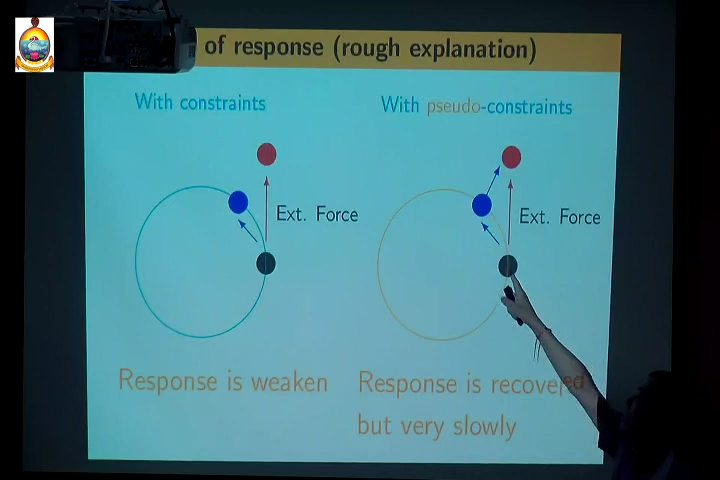 of response (rough explanation)
With constraints
With pseudo-constraints
Ext. Force
Ext. Force
Response is weaken
Response is recovered
but very slowly